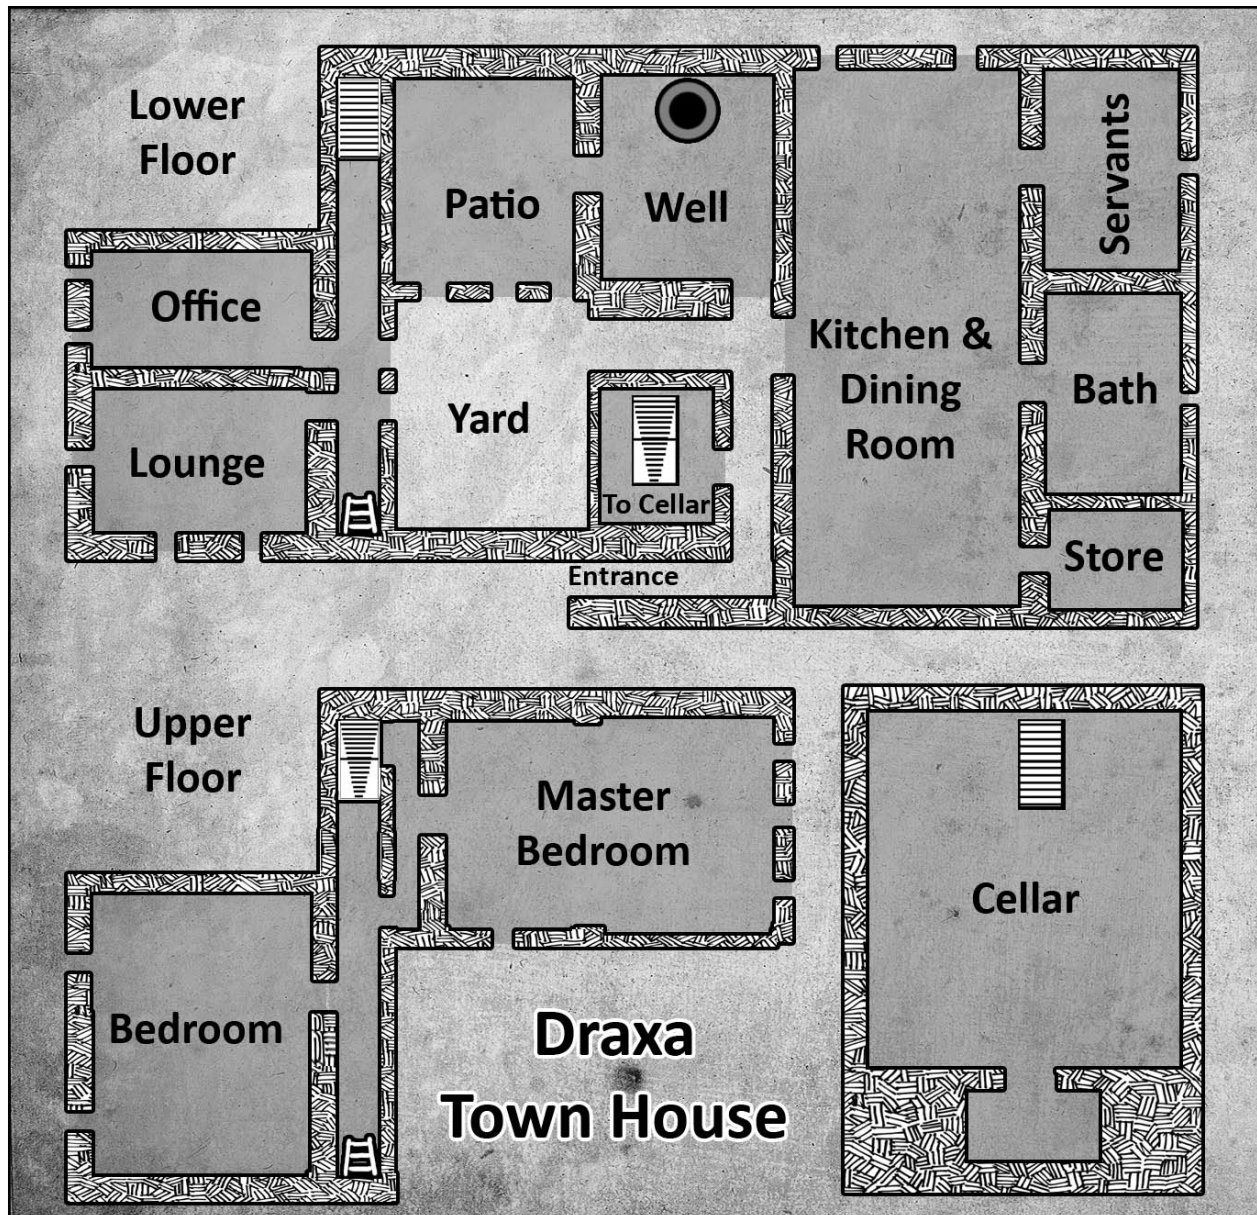 Lower
Floor
Servants
Patio
Well
Office
Kitchen &
Dining
Room
Yard
Bath
Lounge
To Cellar
Store
Entrance
Upper
Floor
Master
Bedroom
Cellar
Bedroom
Draxa
Town House